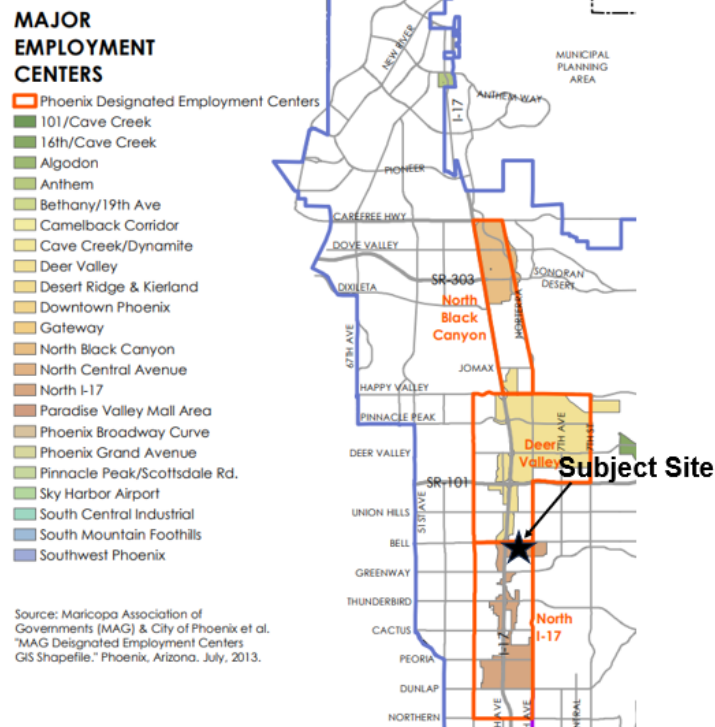 MAJOR
EMPLOYMENT
CENTERS
Phoenix Designated Employment Centers
101/Cave Creek
16th/Cave Creek
Algodon
Anthem
Bethany/19th Ave
Camelback Corridor
Cave Creek/Dynamite
Deer Valley
Desert Ridge & Kierland
Downtown Phoenix
Gateway
North Black Canyon
North Central Avenue
North I-17
Paradise Valley Mall Area
Phoenix Broadway Curve
Phoenix Grand Avenue
Pinnacle Peak/Scottsdale Rd.
Sky Harbor Airport
South Central Industrial
South Mountain Foothills
Southwest Phoenix
Source: Maricopa Association of
Governments (MAG) & City of Phoenix et al.
"MAG Deisgnated Employment Centers
GIS Shapefile." Phoenix, Arizona. July, 2013.
NEW RIVER
MUNICIPAL
PLANNING
AREA
ANTHEM WAY
I-17
PIONEER
CAREFREE HWY
DOVE VALLEY
SR-303
SONORAN
DESERT
DIXILETA
North
Black
Canyon
NORTERRA
67TH AVE
JOMAX
HAPPY VALLEY
PINNACLE PEAK
7TH AVE
7TH ST
DEER VALLEY
Deer
Valley
Subject Site
SR-101
51ST AVE
UNION HILLS
BELL
GREENWAY
THUNDERBIRD
CACTUS
North
I-17
I-17
PEORIA
DUNLAP
NORTHERN
H AVE
AVE